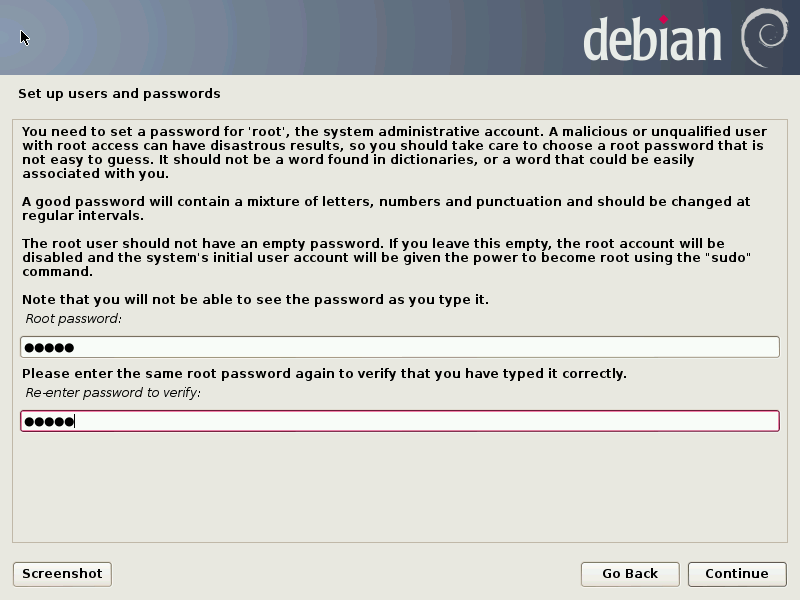 debian
Set up users and passwords
You need to set a password for 'root', the system administrative account. A malicious or unqualified user
with root access can have disastrous results, so you should take care to choose a root password that is
not easy to guess. It should not be a word found in dictionaries, or a word that could be easily
associated with you.
A good password will contain a mixture of letters, numbers and punctuation and should be changed at
regular intervals.
The root user should not have an empty password. If you leave this empty, the root account will be
disabled and the system's initial user account will be given the power to become root using the "sudo"
command.
Note that you will not be able to see the password as you type it.
Root password:
●●●●●
Please enter the same root password again to verify that you have typed it correctly.
Re-enter password to verify:
●●●●●
Screenshot
Go Back
Continue